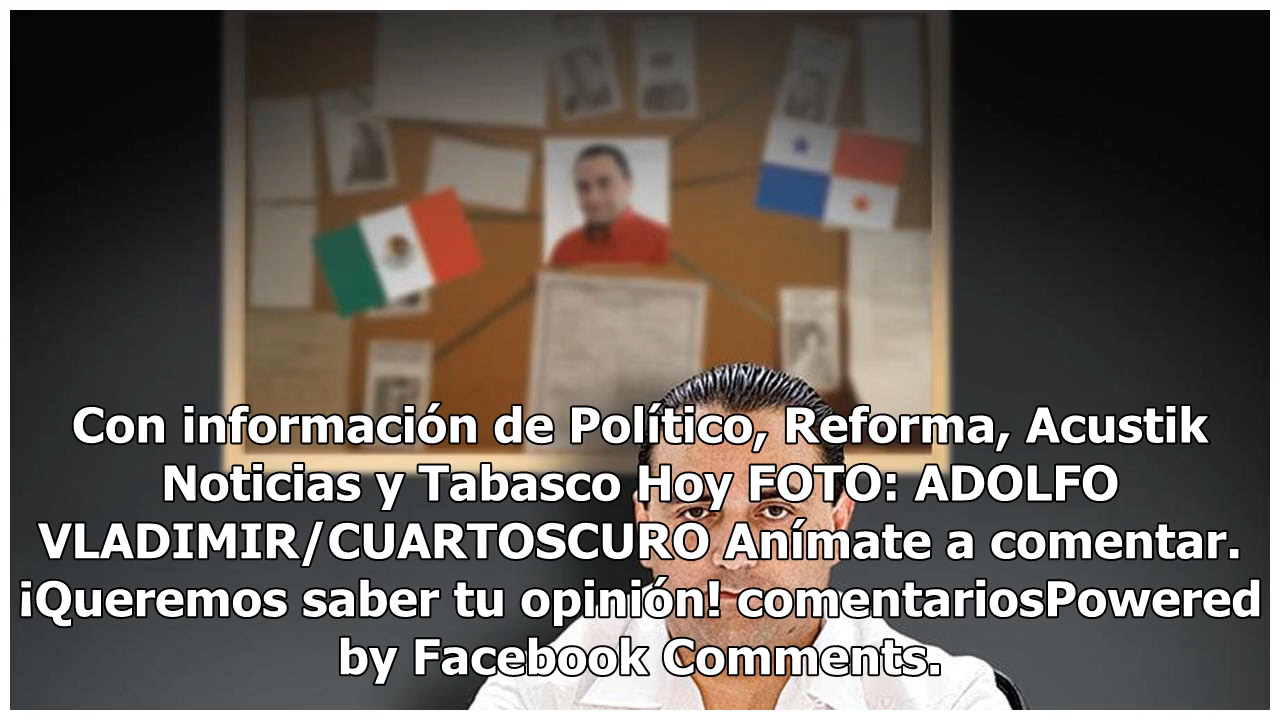 Con información de Político, Reforma, Acustik
Noticias y Tabasco Hoy FOTO: ADOLFO
VLADIMIR/CUARTOSCURO Anímate a comentar.
¡Queremos saber tu opinión! comentariosPowered
by Facebook Comments.